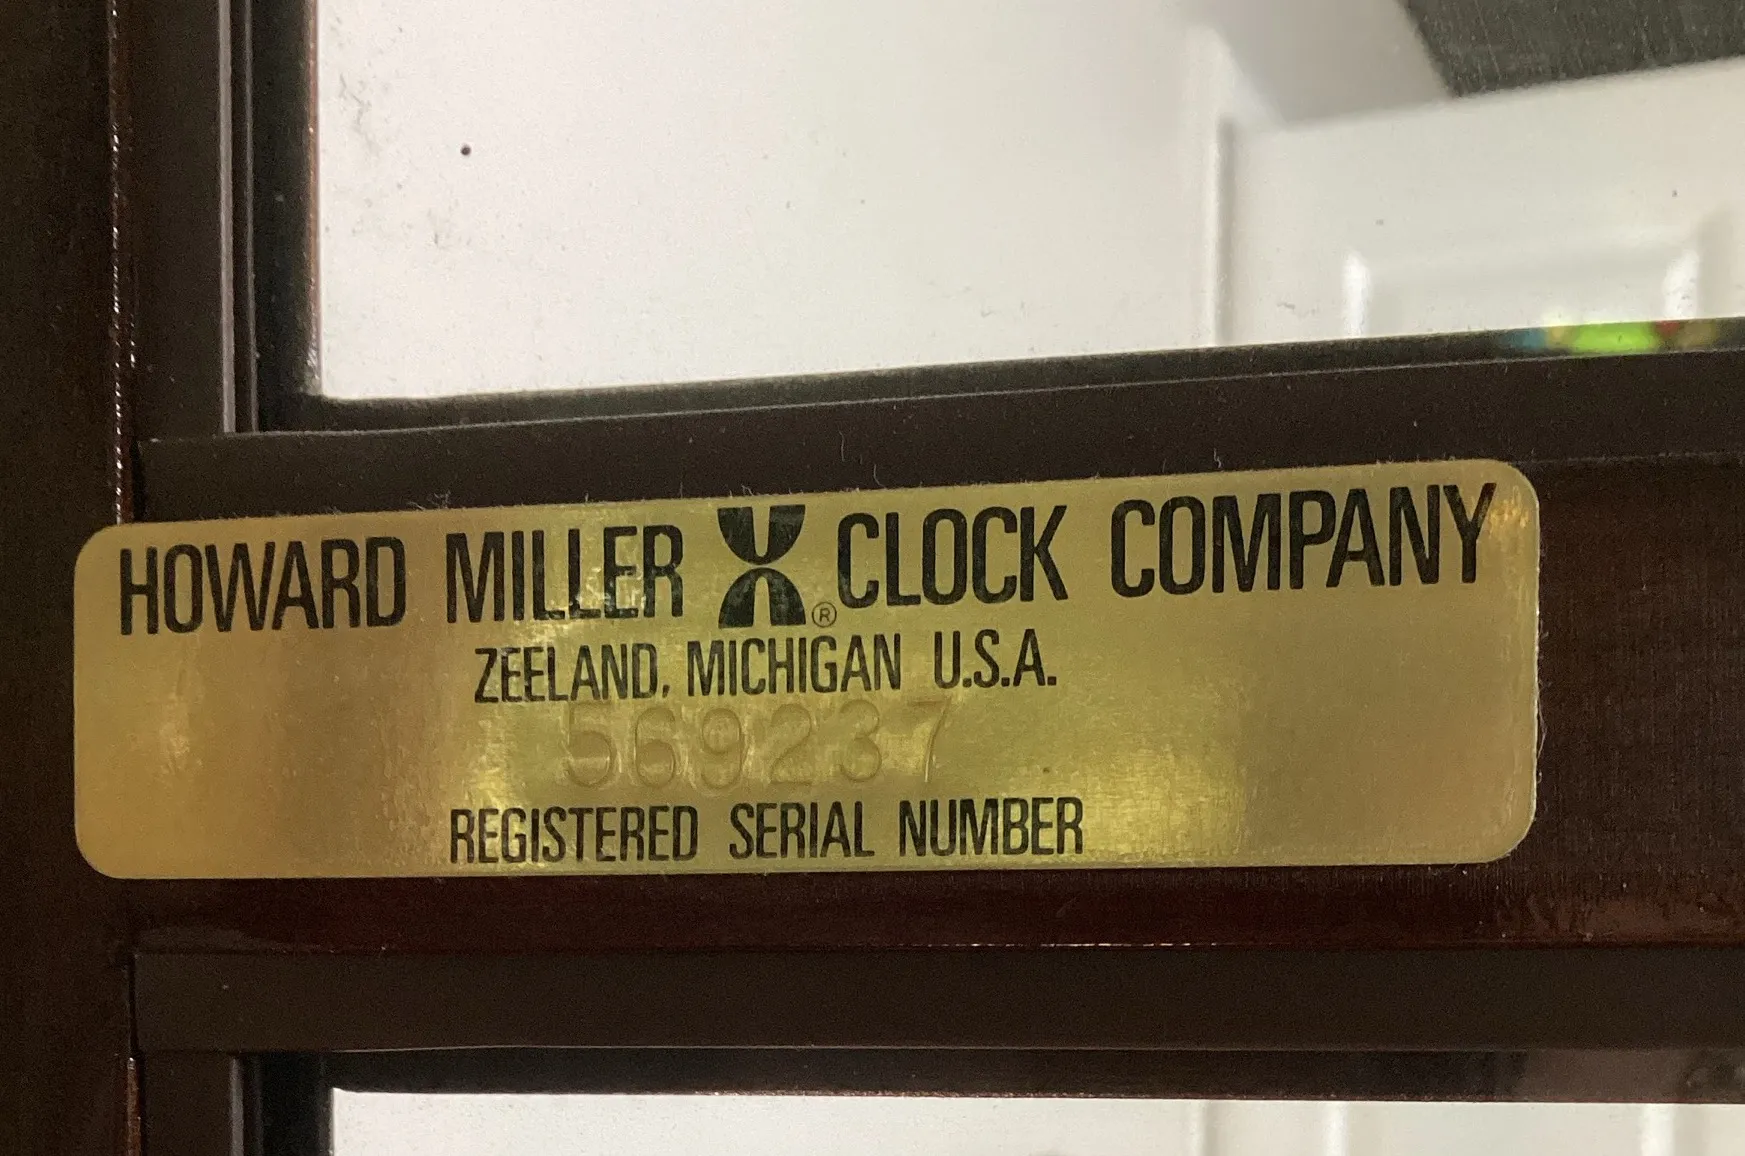 HOWARD MILLER ® CLOCK COMPANY
ZEELAND, MICHIGAN U.S.A.
569237
REGISTERED SERIAL NUMBER